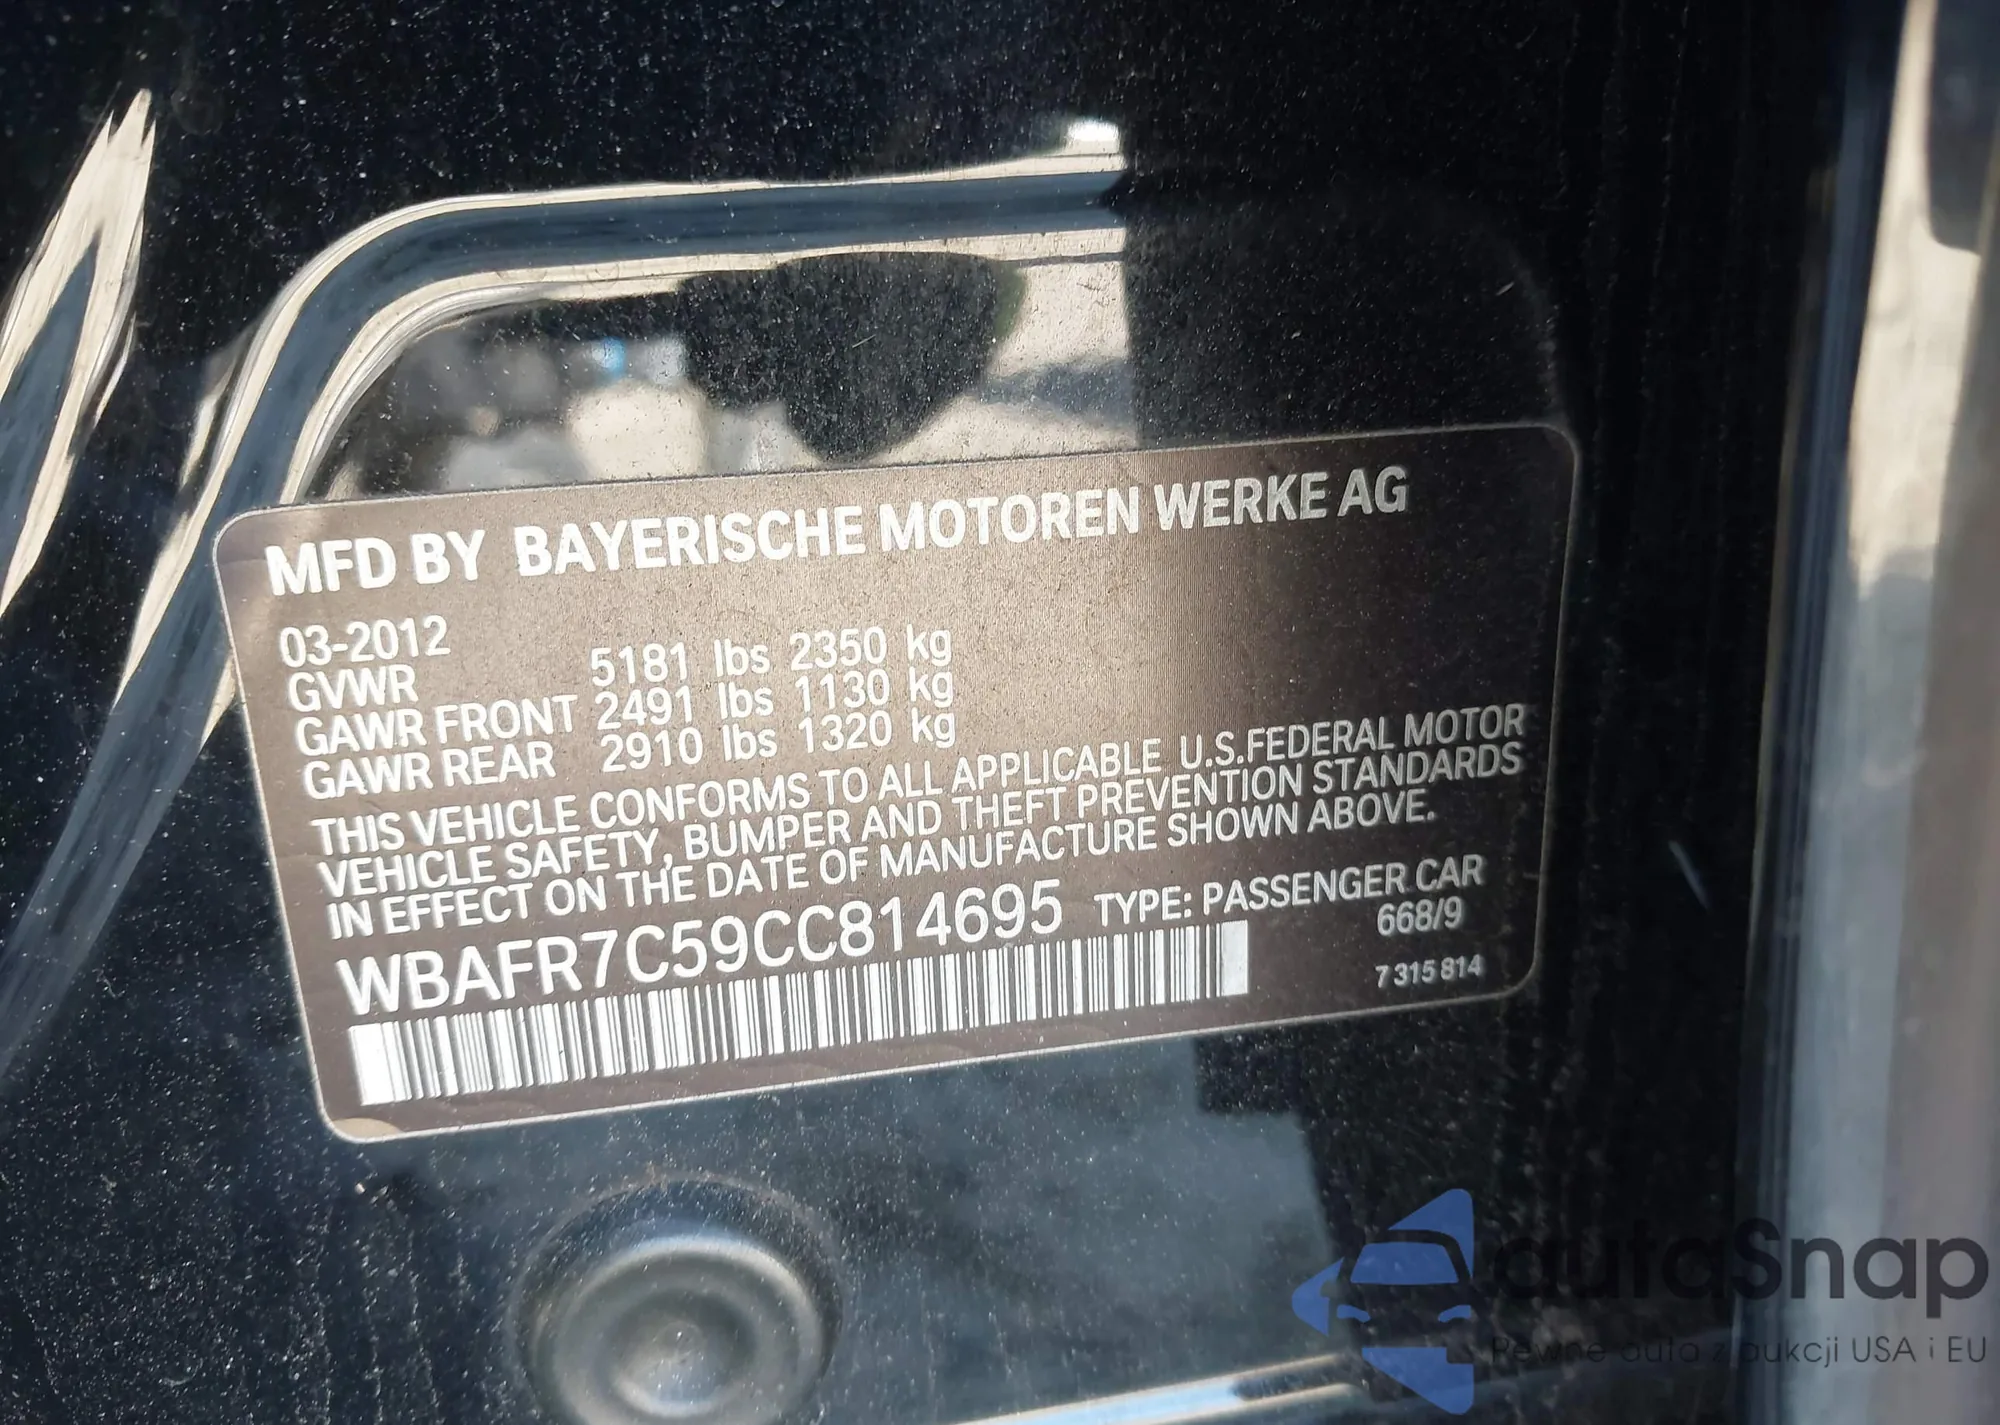 MFD BY BAYERISCHE MOTOREN WERKE AG
03-2012
GVWR 5181 lbs 2350 kg
GAWR FRONT 2491 lbs 1130 kg
GAWR REAR 2910 lbs 1320 kg
THIS VEHICLE CONFORMS TO ALL APPLICABLE U.S.FEDERAL MOTOR
VEHICLE SAFETY, BUMPER AND THEFT PREVENTION STANDARDS
IN EFFECT ON THE DATE OF MANUFACTURE SHOWN ABOVE.
WBAFR7C59CC814695 TYPE: PASSENGER CAR
668/9
7 315 814
autaSnap
Pewne auta z aukcji USA i EU